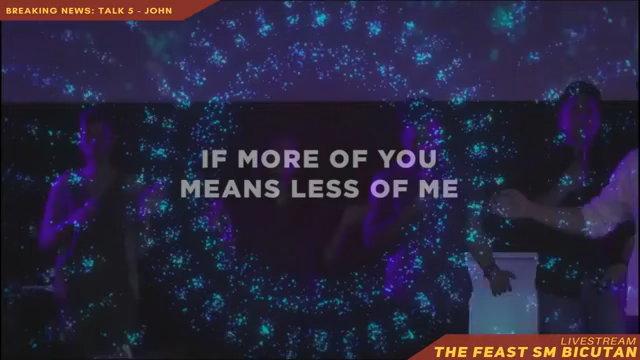 BREAKING NEWS: TALK 5 - JOHN
IF MORE OF YOU
MEANS LESS OF ME
LIVESTREAM
THE FEAST SM BICUTAN